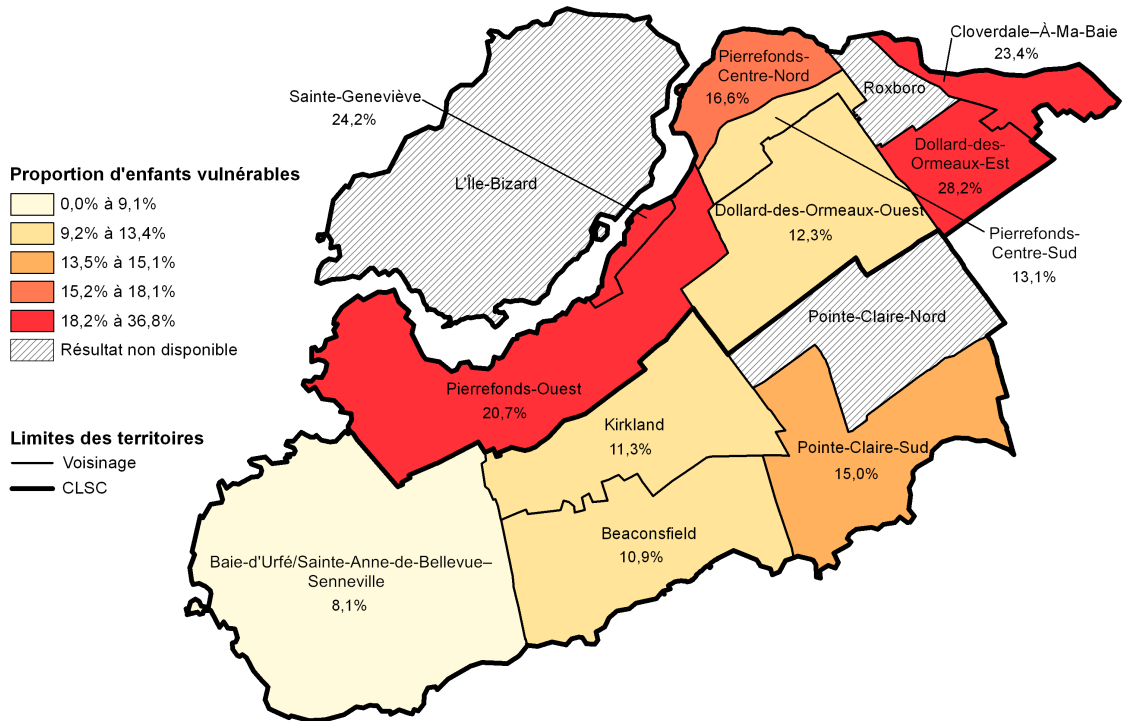 Cloverdale–À-Ma-Baie
23,4%
Pierrefonds-
Centre-Nord
16,6%
Roxboro
Sainte-Geneviève
24,2%
Dollard-des-
Ormeaux-Est
28,2%
L'Île-Bizard
Dollard-des-Ormeaux-Ouest
12,3%
Pierrefonds-
Centre-Sud
13,1%
Proportion d'enfants vulnérables
0,0% à 9,1%
9,2% à 13,4%
13,5% à 15,1%
15,2% à 18,1%
18,2% à 36,8%
Résultat non disponible
Pointe-Claire-Nord
Pierrefonds-Ouest
20,7%
Kirkland
11,3%
Pointe-Claire-Sud
15,0%
Limites des territoires
Voisinage
CLSC
Beaconsfield
10,9%
Baie-d'Urfé/Sainte-Anne-de-Bellevue–
Senneville
8,1%